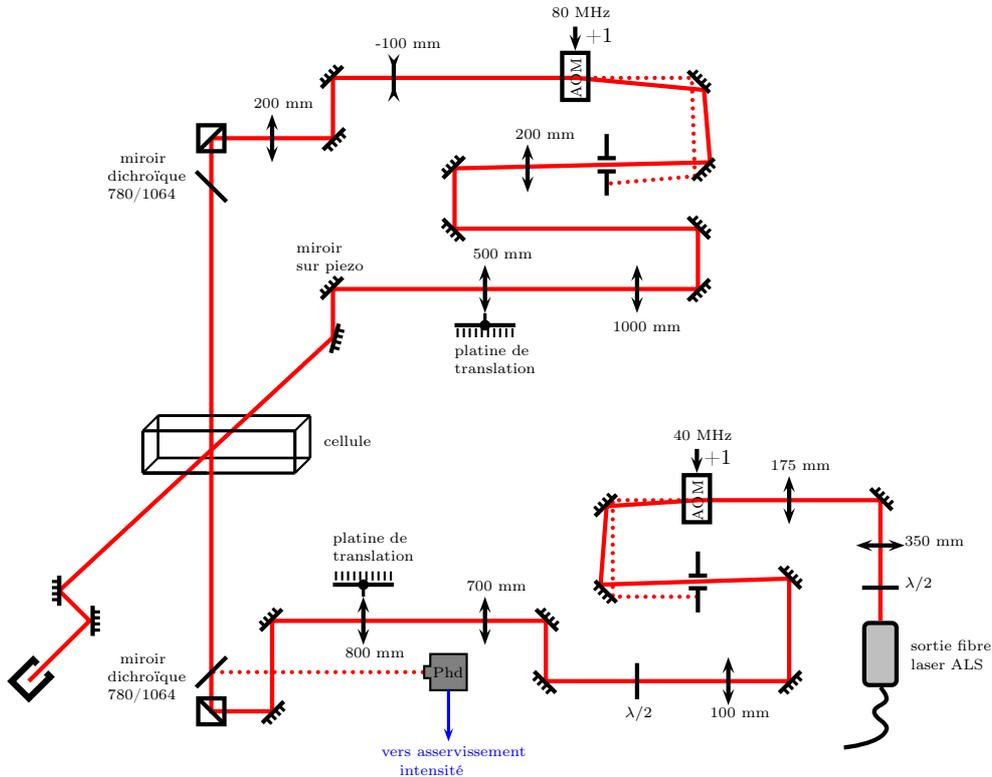 80 MHz
+1
-100 mm
AOM
200 mm
200 mm
miroir
dichroïque
780/1064
miroir
sur piezo
500 mm
1000 mm
platine de
translation
cellule
40 MHz
+1
175 mm
AOM
350 mm
λ/2
platine de
translation
700 mm
800 mm
sortie fibre
laser ALS
miroir
dichroïque
780/1064
Phd
λ/2
100 mm
vers asservissement
intensité